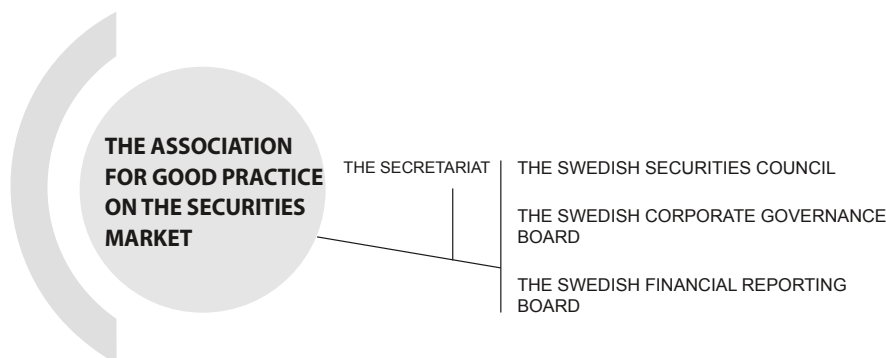 THE ASSOCIATION
FOR GOOD PRACTICE
ON THE SECURITIES
MARKET
THE SECRETARIAT
THE SWEDISH SECURITIES COUNCIL
THE SWEDISH CORPORATE GOVERNANCE
BOARD
THE SWEDISH FINANCIAL REPORTING
BOARD